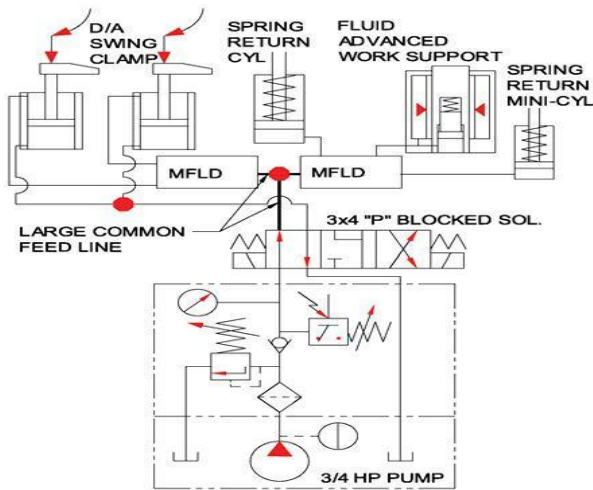 D/A
SWING
CLAMP
SPRING
RETURN
CYL
FLUID
ADVANCED
WORK SUPPORT
SPRING
RETURN
MINI-CYL
MFLD
MFLD
LARGE COMMON
FEED LINE
3x4 "P" BLOCKED SOL.
3/4 HP PUMP